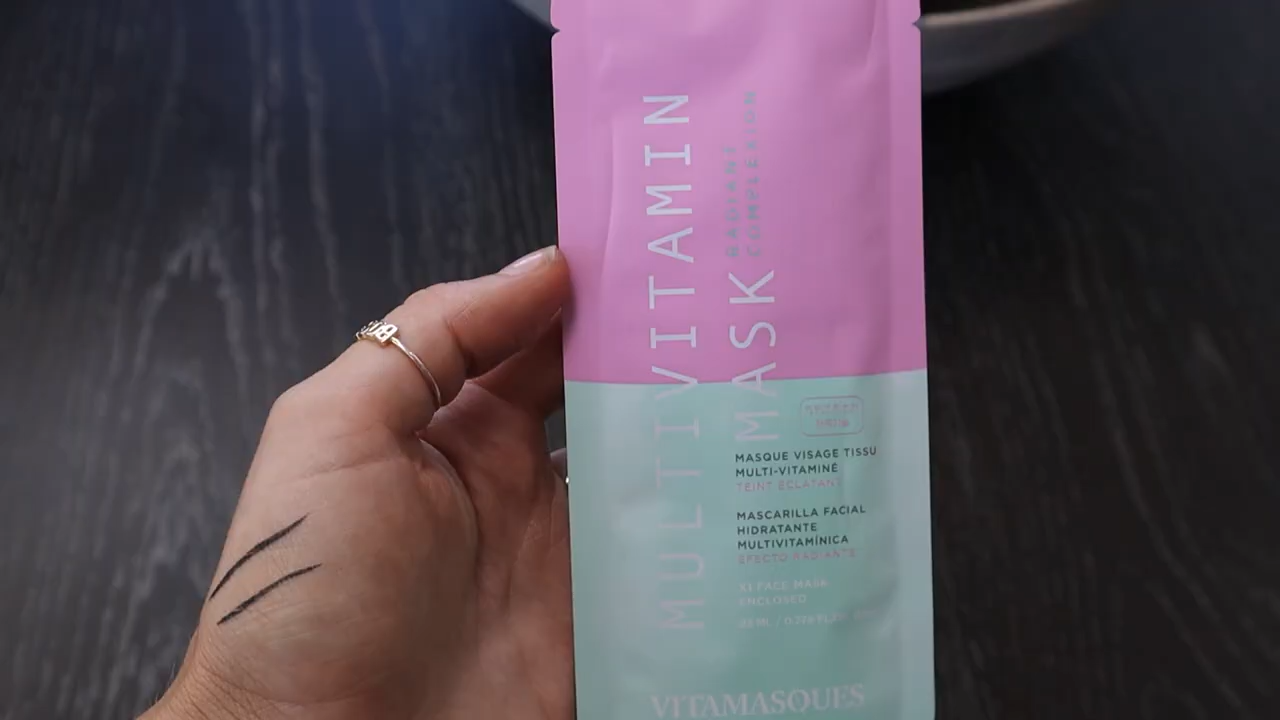 MULTIVITAMIN
MASK
RADIANT
COMPLEXION
MASQUE VISAGE TISSU
MULTI-VITAMINÉ
TEINT ECLATANT
MASCARILLA FACIAL
HIDRATANTE
MULTIVITAMÍNICA
EFECTO RADIANTE
X1 FACE MASK
ENCLOSED
VITAMASQUES